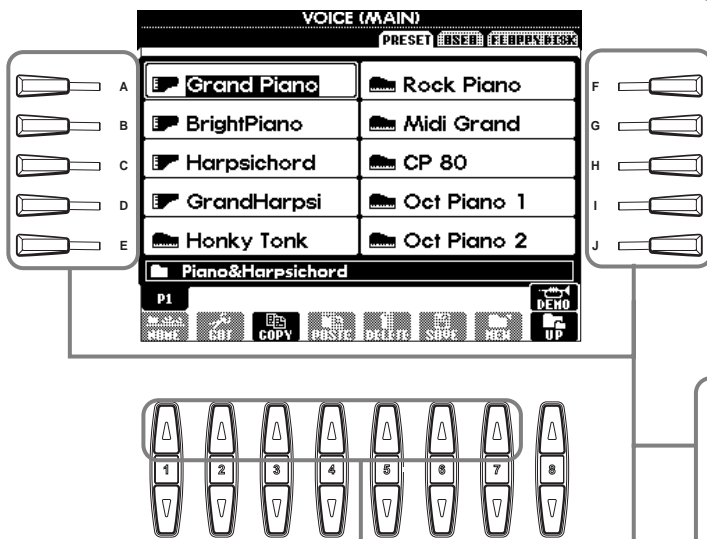 VOICE (MAIN)
PRESET USER FLOPPY DISK
A Grand Piano Rock Piano F
B BrightPiano Midi Grand G
C Harpsichord CP 80 H
D GrandHarpsi Oct Piano 1 I
E Honky Tonk Oct Piano 2 J
Piano&Harpsichord
P1 DEMO
NAME CUT COPY PASTE DELETE SAVE NEW UP
1 2 3 4 5 6 7 8